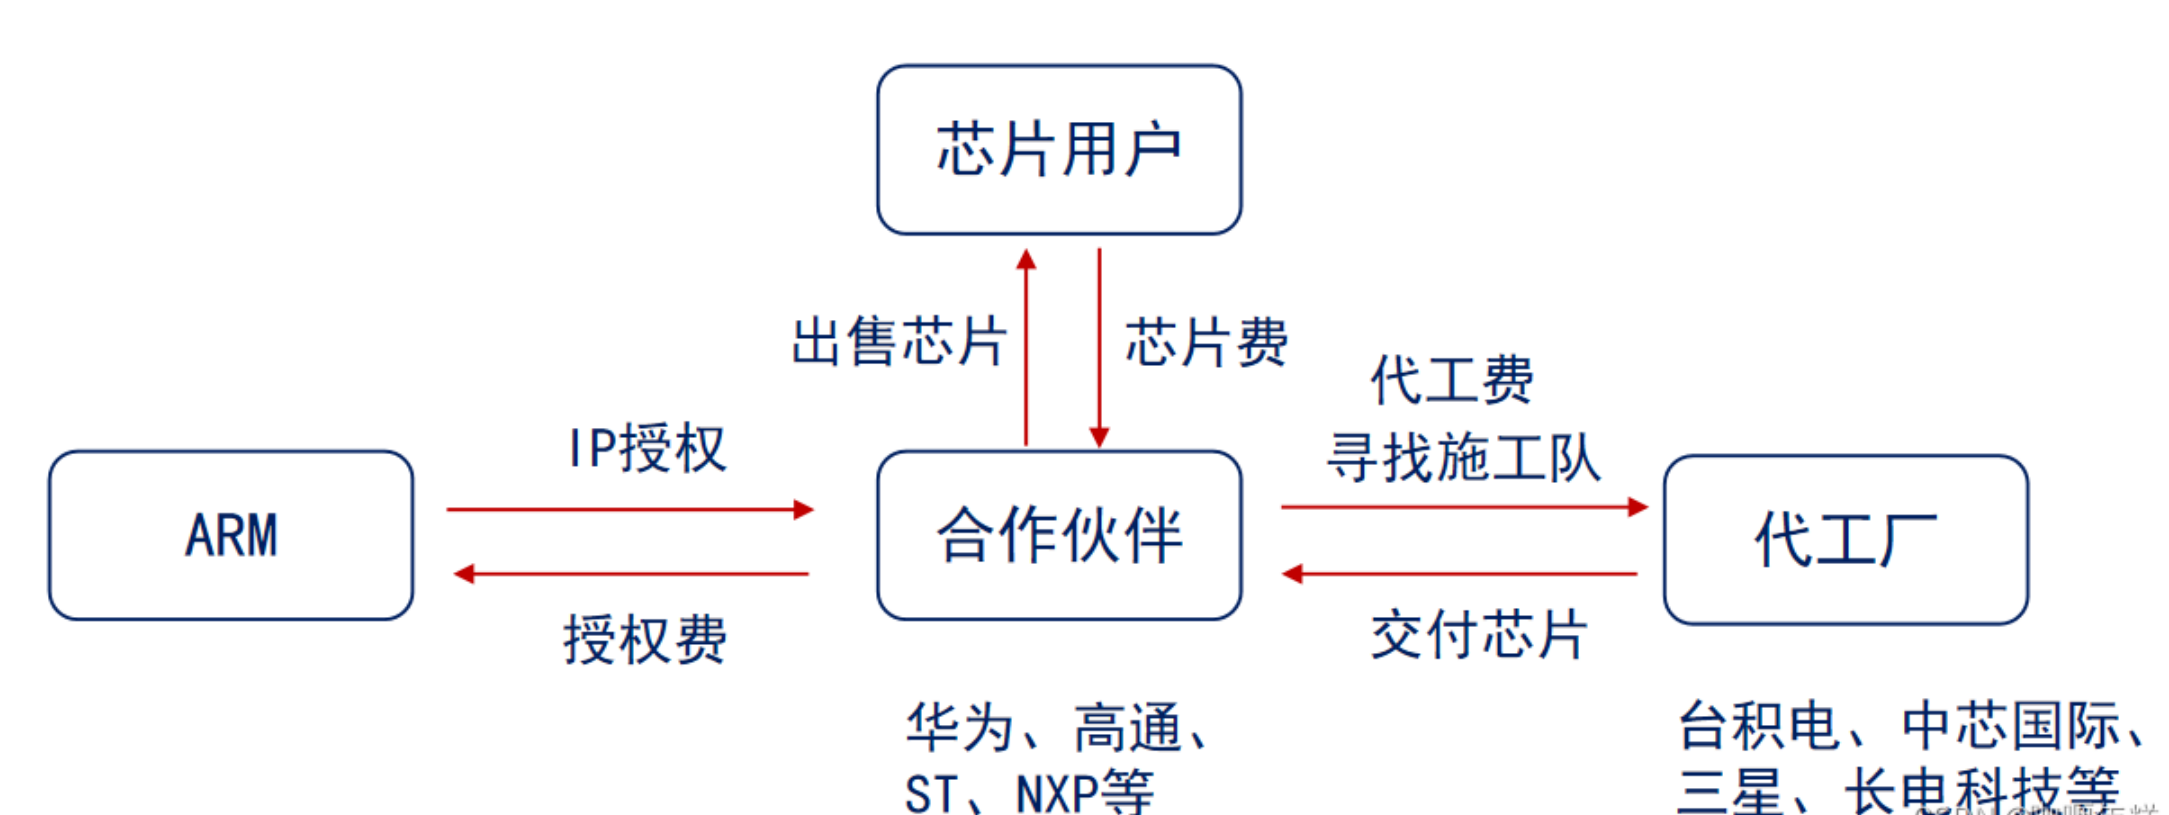 芯片用户
出售芯片
芯片费
代工费
寻找施工队
IP授权
ARM
合作伙伴
代工厂
授权费
交付芯片
华为、高通、
ST、NXP等
台积电、中芯国际、
三星、长电科技等